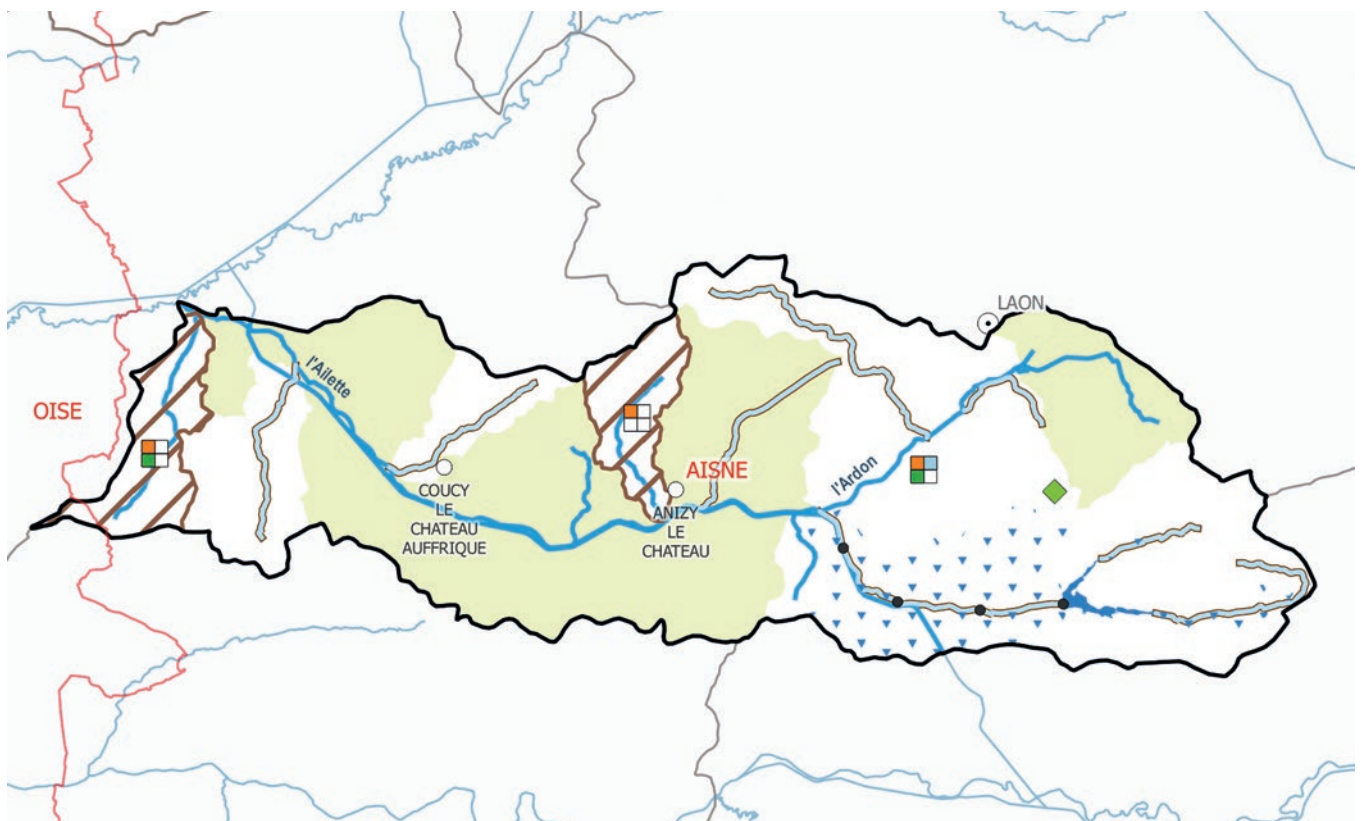 LAON
l'Ailette
OISE
l'Ardon
AISNE
COUCY
LE
CHATEAU
AUFFRIQUE
ANIZY
LE
CHATEAU